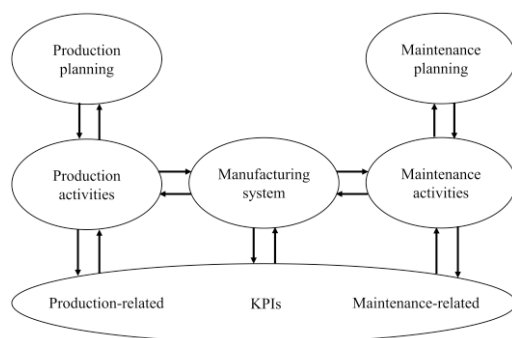 Production
planning
Maintenance
planning
Production
activities
Manufacturing
system
Maintenance
activities
Production-related
KPIs
Maintenance-related